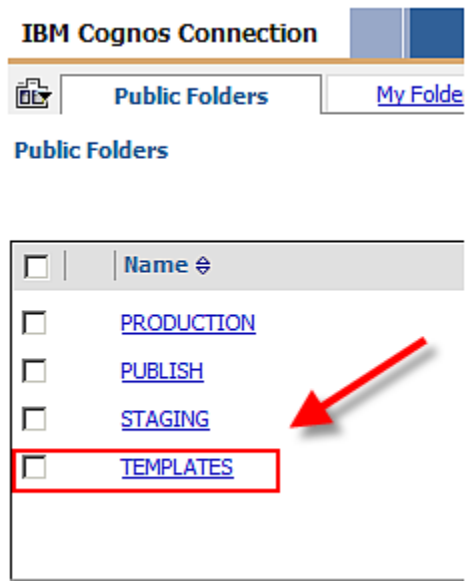 IBM Cognos Connection
Public Folders
My Folde
Public Folders
Name
PRODUCTION
PUBLISH
STAGING
TEMPLATES